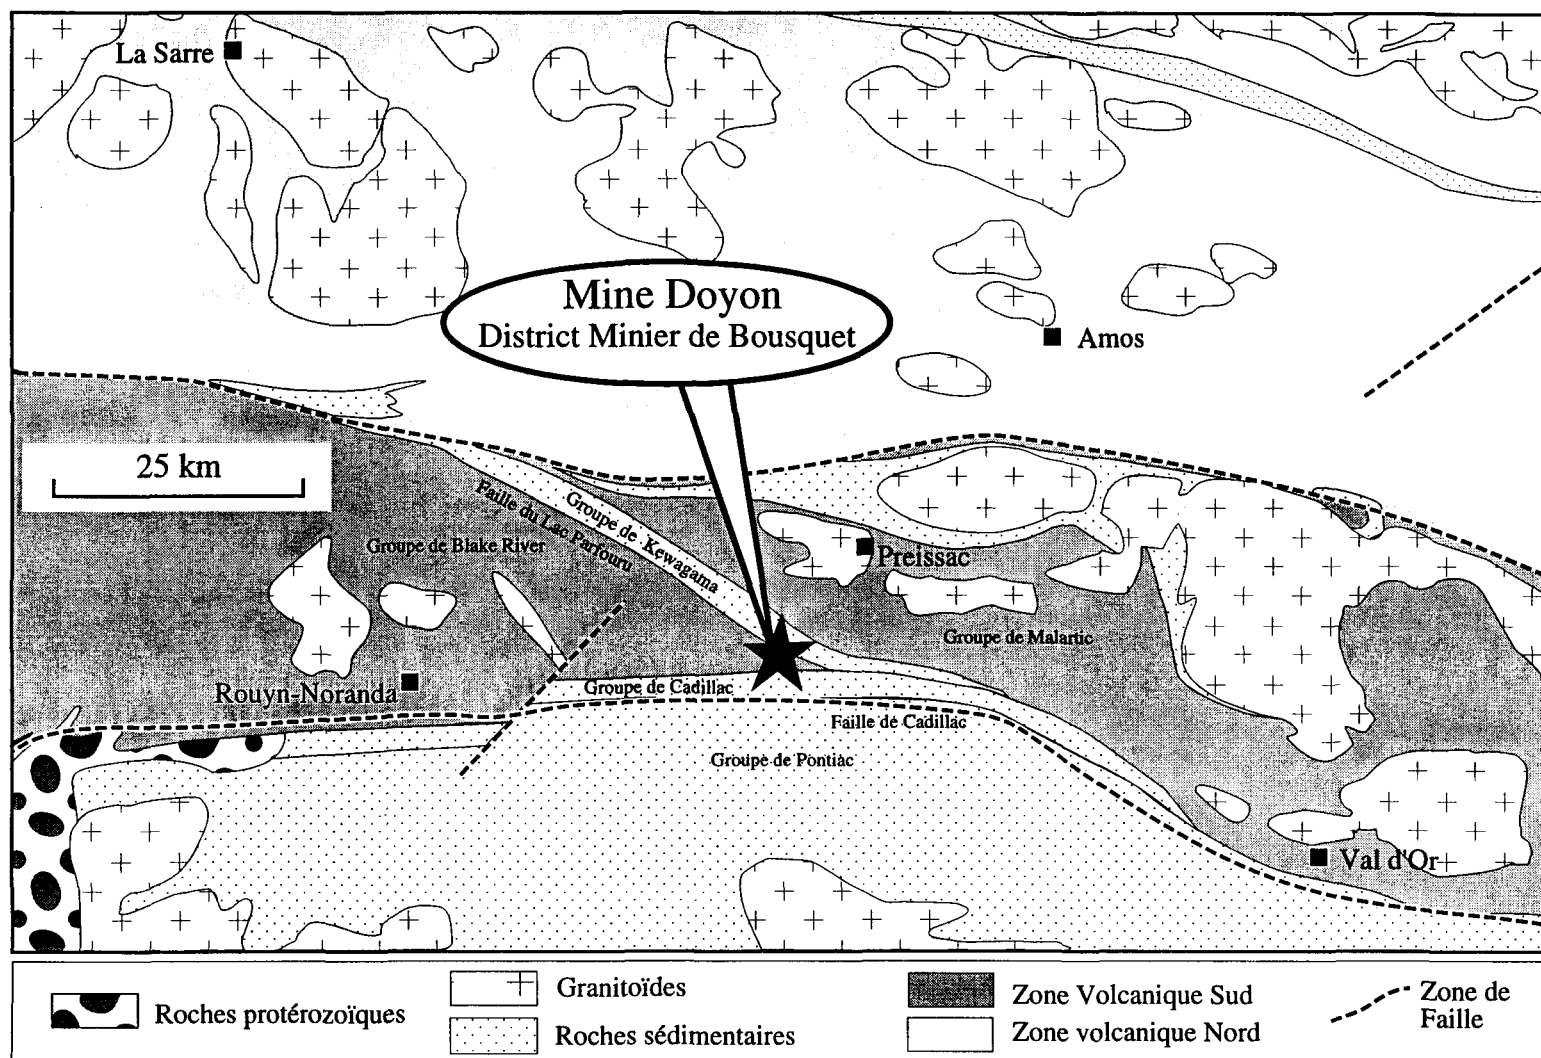 La Sarre
Mine Doyon
District Minier de Bousquet
Amos
25 km
Faille du Lac Parfouru
Groupe de Kewagama
Groupe de Blake River
Preissac
Groupe de Malartic
Rouyn-Noranda
Groupe de Cadillac
Faille de Cadillac
Groupe de Pontiac
Val d'Or
Roches protérozoïques
Granitoïdes
Roches sédimentaires
Zone Volcanique Sud
Zone volcanique Nord
Zone de
Faille